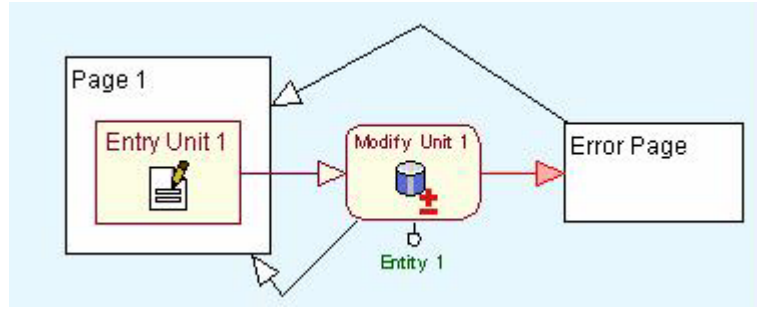 Page 1
Entry Unit 1
Modify Unit 1
Entity 1
Error Page